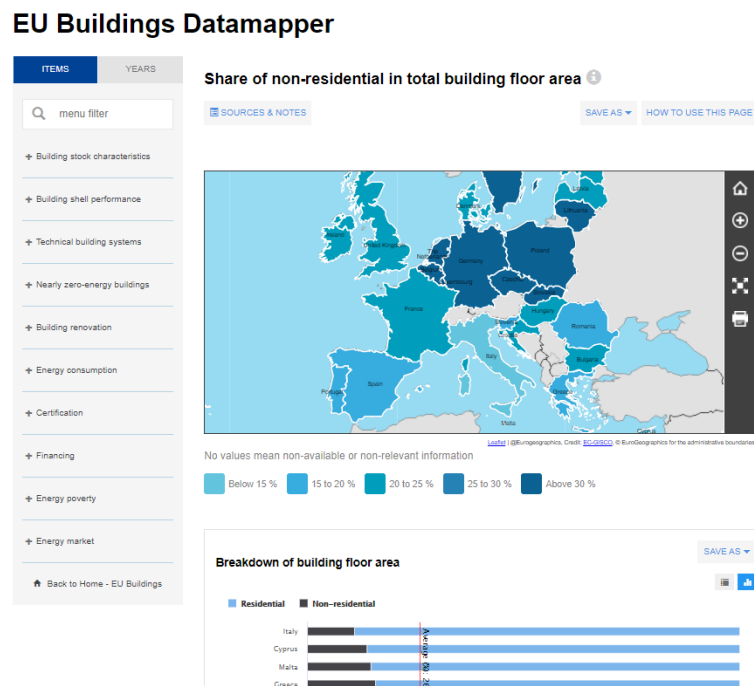 EU Buildings Datamapper
ITEMS YEARS
menu filter
+ Building stock characteristics
+ Building shell performance
+ Technical building systems
+ Nearly zero-energy buildings
+ Building renovation
+ Energy consumption
+ Certification
+ Financing
+ Energy poverty
+ Energy market
Back to Home - EU Buildings
Share of non-residential in total building floor area
SOURCES & NOTES SAVE AS HOW TO USE THIS PAGE
Latvia
Denmark
Lithuania
Ireland
United Kingdom
The
Poland
Germany
France
Hungary
Romania
Italy
Bulgaria
Portugal
Spain
Greece
Malta
Cyprus
Leaflet | @Eurogeographics, Credit: EC-GISCO, © EuroGeographics for the administrative boundaries
No values mean non-available or non-relevant information
Below 15 % 15 to 20 % 20 to 25 % 25 to 30 % Above 30 %
SAVE AS
Breakdown of building floor area
Residential Non-residential
Italy
Cyprus
Malta
Greece